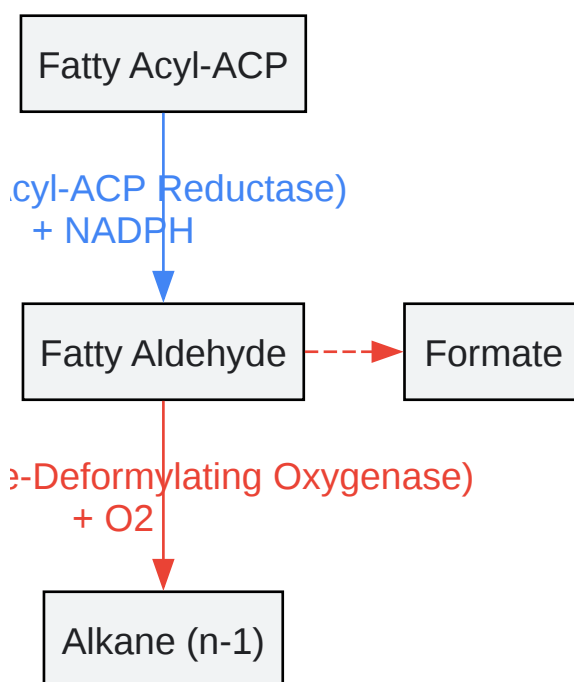 Fatty Acyl-ACP
cyl-ACP Reductase)
+ NADPH
Fatty Aldehyde
Formate
e-Deformylating Oxygenase)
+ O2
Alkane (n-1)